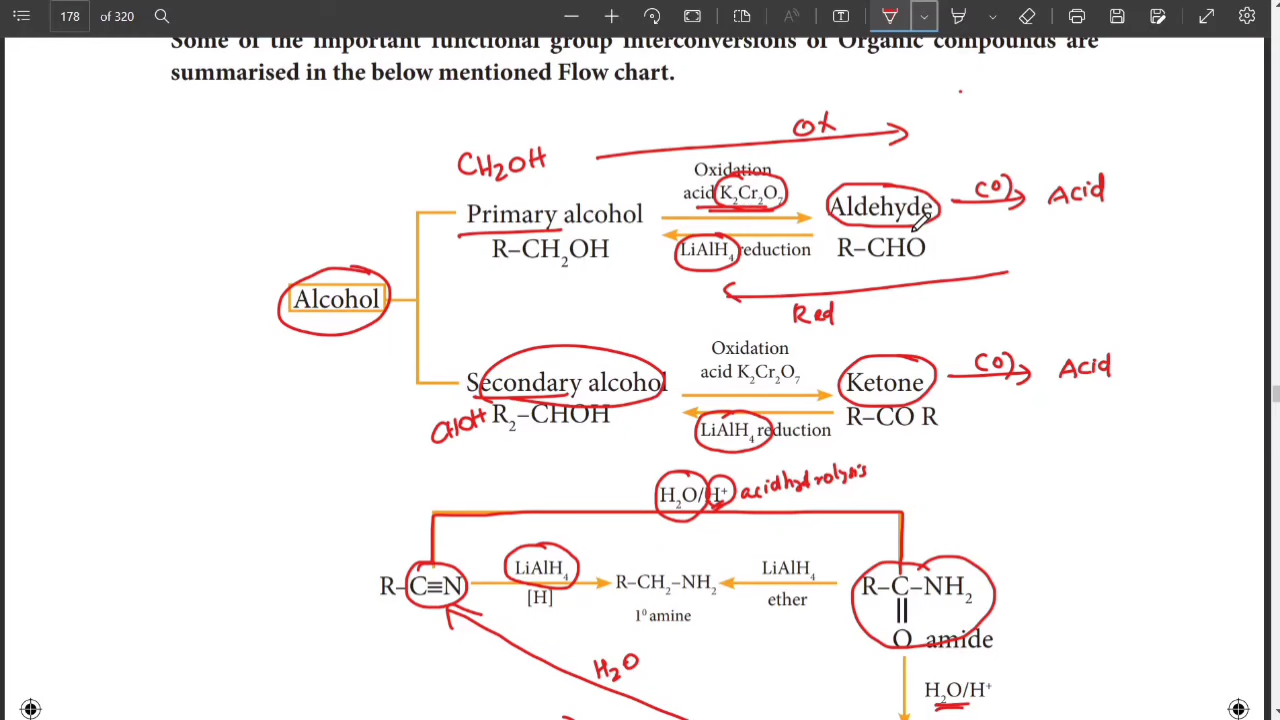 178 of 320
Some of the important functional group interconversions of Organic compounds are
summarised in the below mentioned Flow chart.
OX
CH2OH
Oxidation
acid K₂Cr₂O₇
Aldehyde
(O)
Acid
Primary alcohol
R–CH₂OH
LiAlH₄ reduction
R–CHO
Alcohol
Red
Oxidation
acid K₂Cr₂O₇
Ketone
(O)
Acid
Secondary alcohol
CHOH R₂–CHOH
LiAlH₄ reduction
R–CO R
H₂O/H⁺ acid hydrolysis
R–C≡N
LiAlH₄
[H]
R–CH₂–NH₂
1⁰ amine
LiAlH₄
ether
R–C–NH₂
O amide
H2O
H₂O/H⁺